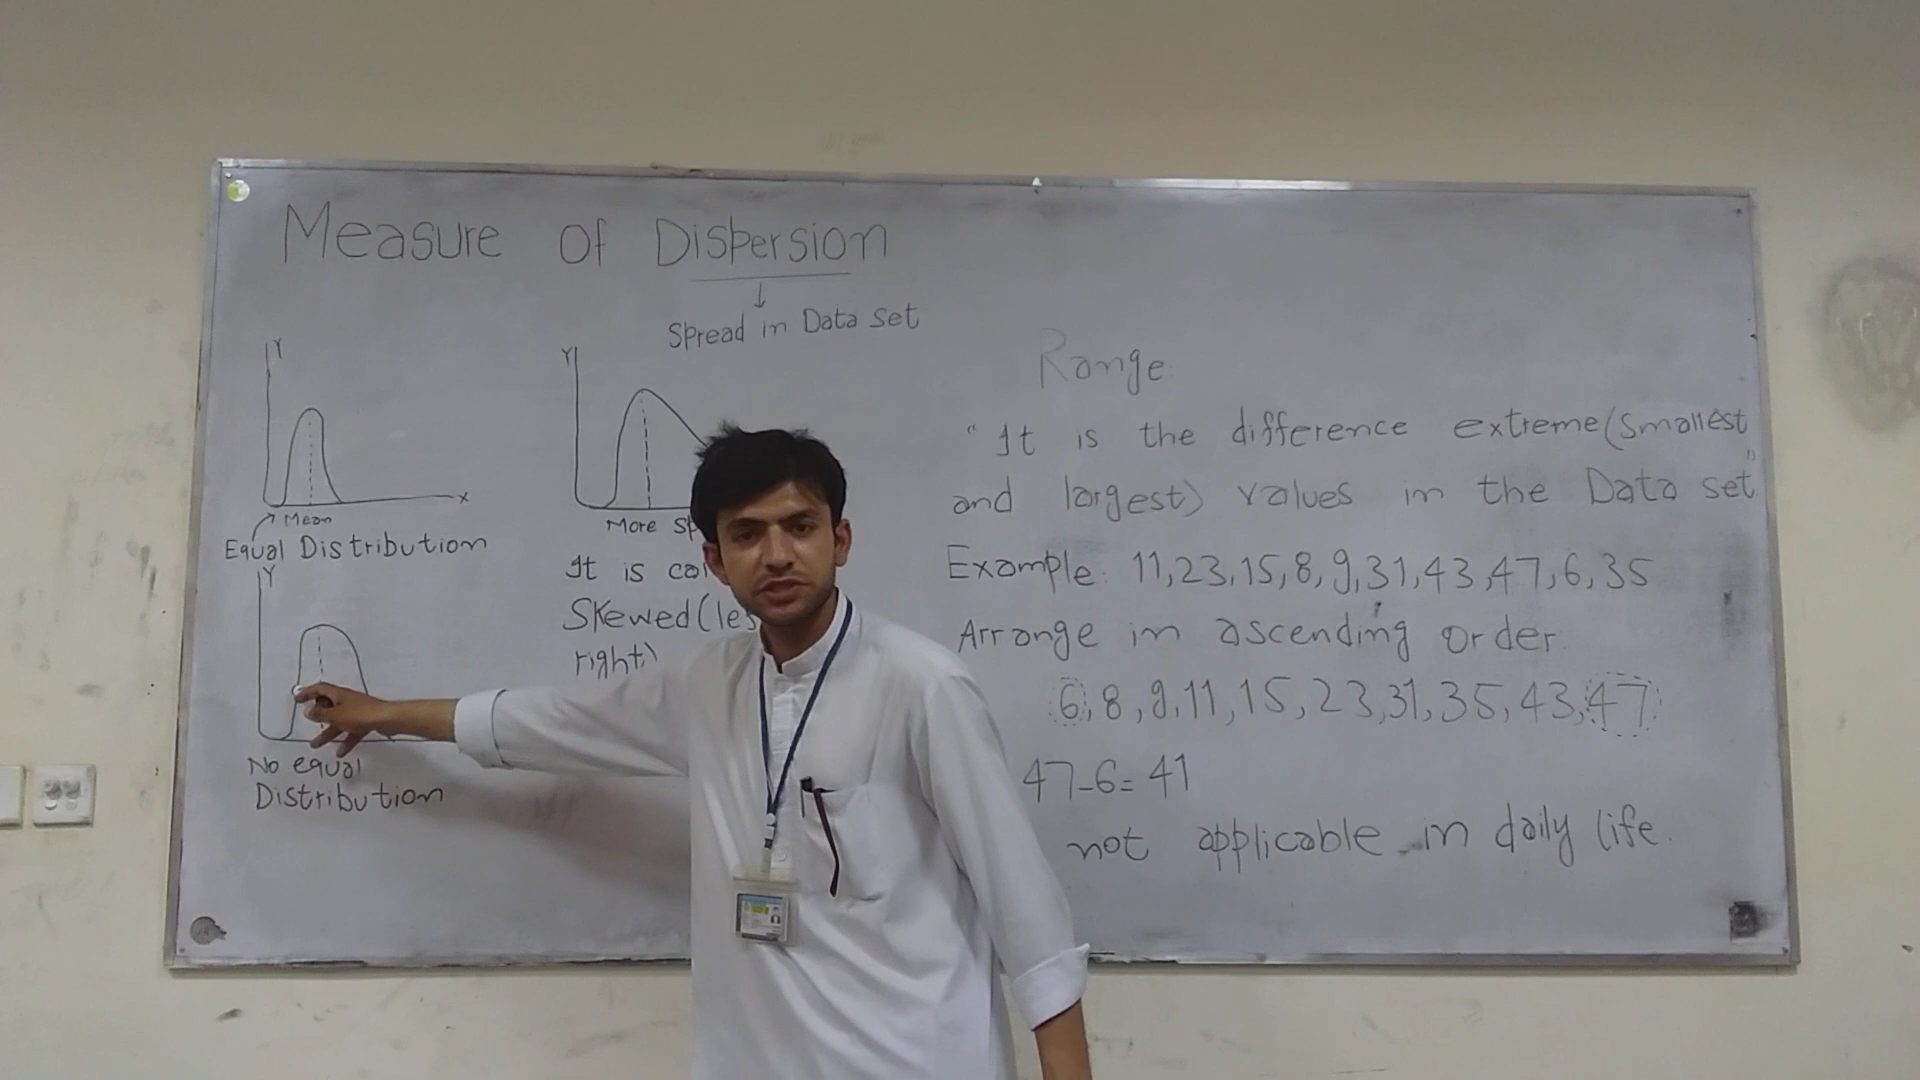 Measure of Dispersion
Spread in Data set
Y
x
Mean
Equal Distribution
Y
No equal
Distribution
Y
More
It is
Skewed(
right)
Range
"It is the difference extreme(smallest
and largest) values in the Data set"
Example: 11,23,15,8,9,31,43,47,6,35
Arrange in ascending order
6,8,9,11,15,23,31,35,43,47
47-6=41
not applicable in daily life.